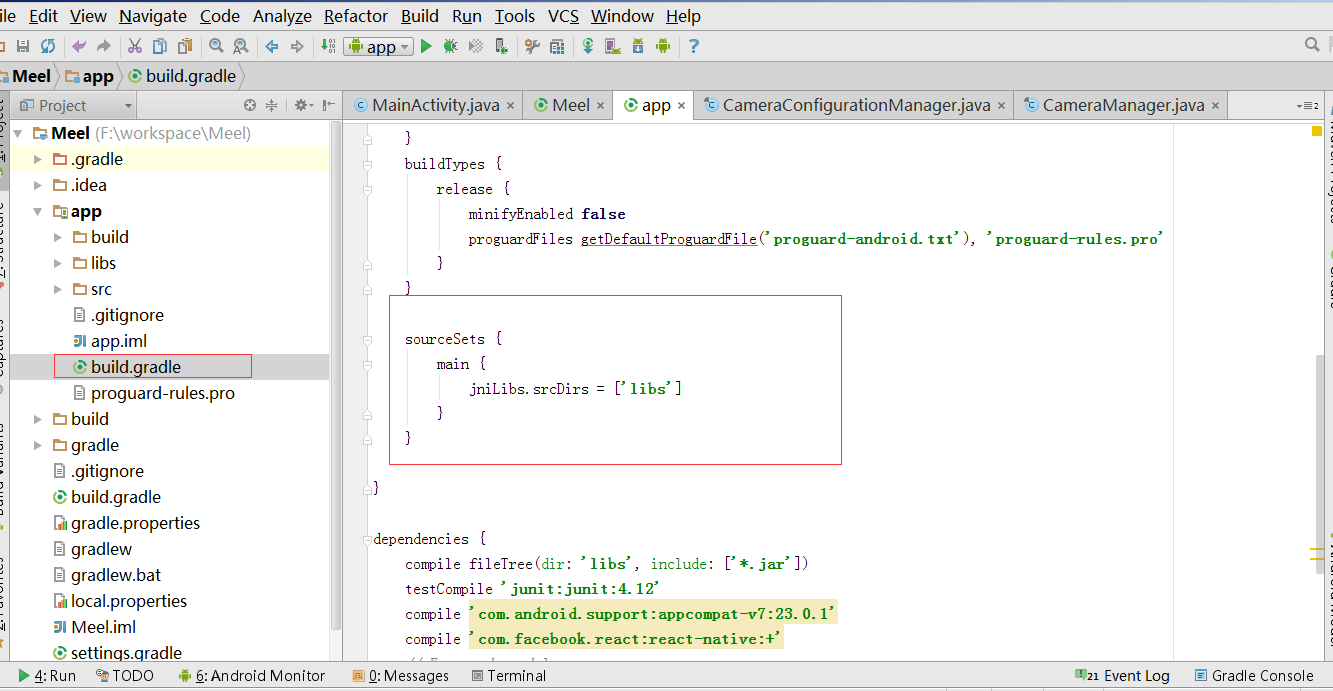 ile Edit View Navigate Code Analyze Refactor Build Run Tools VCS Window Help
app
Meel app build.gradle
Project
MainActivity.java × Meel × app × CameraConfigurationManager.java × CameraManager.java × 2
Meel (F:\workspace\Meel)
.gradle
.idea
app
build
libs
src
.gitignore
app.iml
build.gradle
proguard-rules.pro
build
gradle
.gitignore
build.gradle
gradle.properties
gradlew
gradlew.bat
local.properties
Meel.iml
settings.gradle
}
buildTypes {
release {
minifyEnabled false
proguardFiles getDefaultProguardFile('proguard-android.txt'), 'proguard-rules.pro'
}
}
sourceSets {
main {
jniLibs.srcDirs = ['libs']
}
}
}
dependencies {
compile fileTree(dir: 'libs', include: ['*.jar'])
testCompile 'junit:junit:4.12'
compile 'com.android.support:appcompat-v7:23.0.1'
compile 'com.facebook.react:react-native:+'
4: Run TODO 6: Android Monitor 0: Messages Terminal 21 Event Log Gradle Console